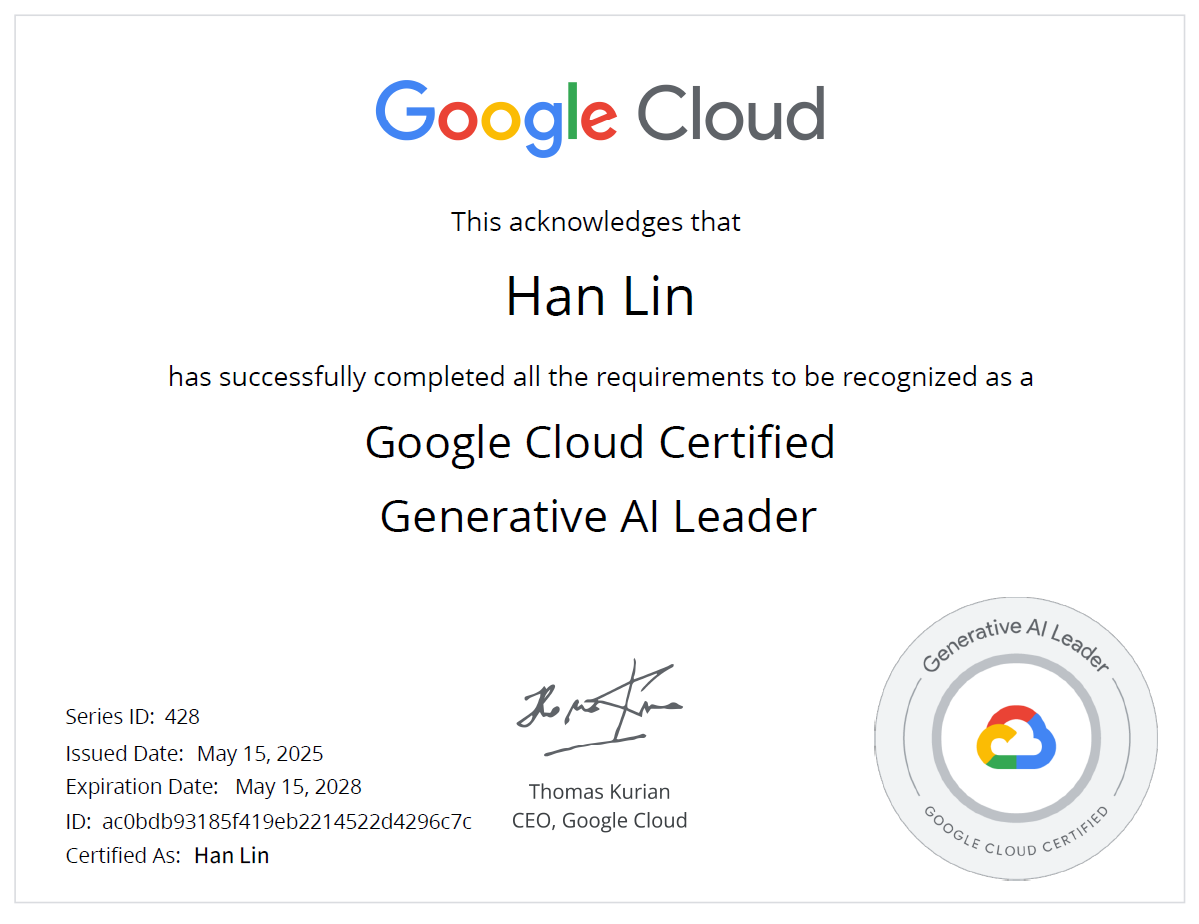 Google Cloud
This acknowledges that
Han Lin
has successfully completed all the requirements to be recognized as a
Google Cloud Certified
Generative AI Leader
Series ID: 428
Issued Date: May 15, 2025
Expiration Date: May 15, 2028
ID: ac0bdb93185f419eb2214522d4296c7c
Certified As: Han Lin
Thomas Kurian
CEO, Google Cloud
Generative AI Leader
GOOGLE CLOUD CERTIFIED